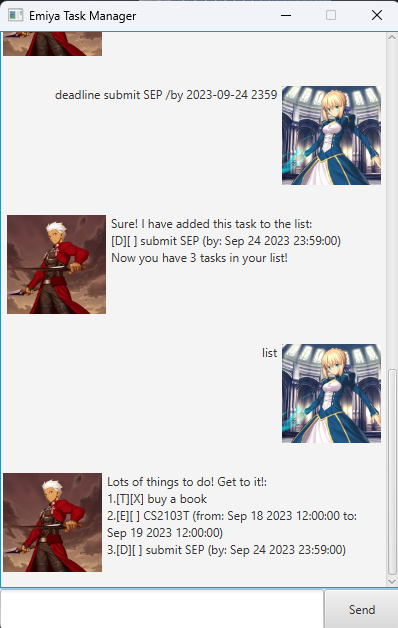 Emiya Task Manager
deadline submit SEP /by 2023-09-24 2359
Sure! I have added this task to the list:
[D][ ] submit SEP (by: Sep 24 2023 23:59:00)
Now you have 3 tasks in your list!
list
Lots of things to do! Get to it!:
1.[T][X] buy a book
2.[E][ ] CS2103T (from: Sep 18 2023 12:00:00 to:
Sep 19 2023 12:00:00)
3.[D][ ] submit SEP (by: Sep 24 2023 23:59:00)
Send